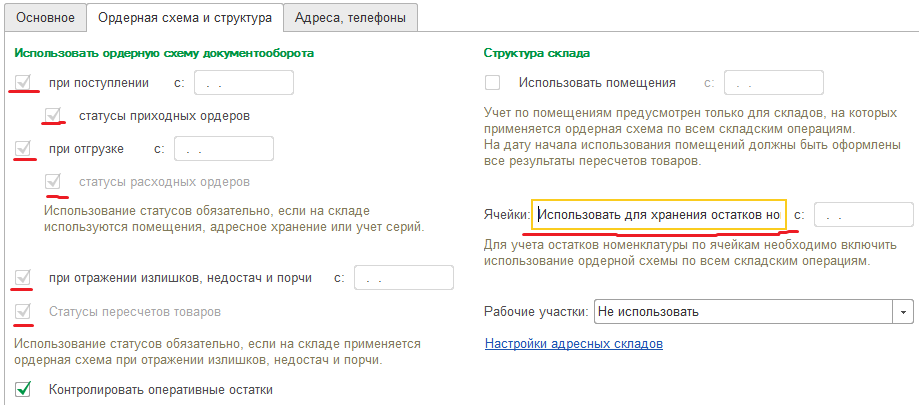 Основное
Ордерная схема и структура
Адреса, телефоны
Использовать ордерную схему документооборота
при поступлении с: . .
статусы приходных ордеров
при отгрузке с: . .
статусы расходных ордеров
Использование статусов обязательно, если на складе
используются помещения, адресное хранение или учет серий.
при отражении излишков, недостач и порчи с: . .
Статусы пересчетов товаров
Использование статусов обязательно, если на складе применяется
ордерная схема при отражении излишков, недостач и порчи.
Контролировать оперативные остатки
Структура склада
Использовать помещения с: . .
Учет по помещениям предусмотрен только для складов, на которых
применяется ордерная схема по всем складским операциям.
На дату начала использования помещений должны быть оформлены
все результаты пересчетов товаров.
Ячейки: Использовать для хранения остатков но с: . .
Для учета остатков номенклатуры по ячейкам необходимо включить
использование ордерной схемы по всем складским операциям.
Рабочие участки: Не использовать
Настройки адресных складов